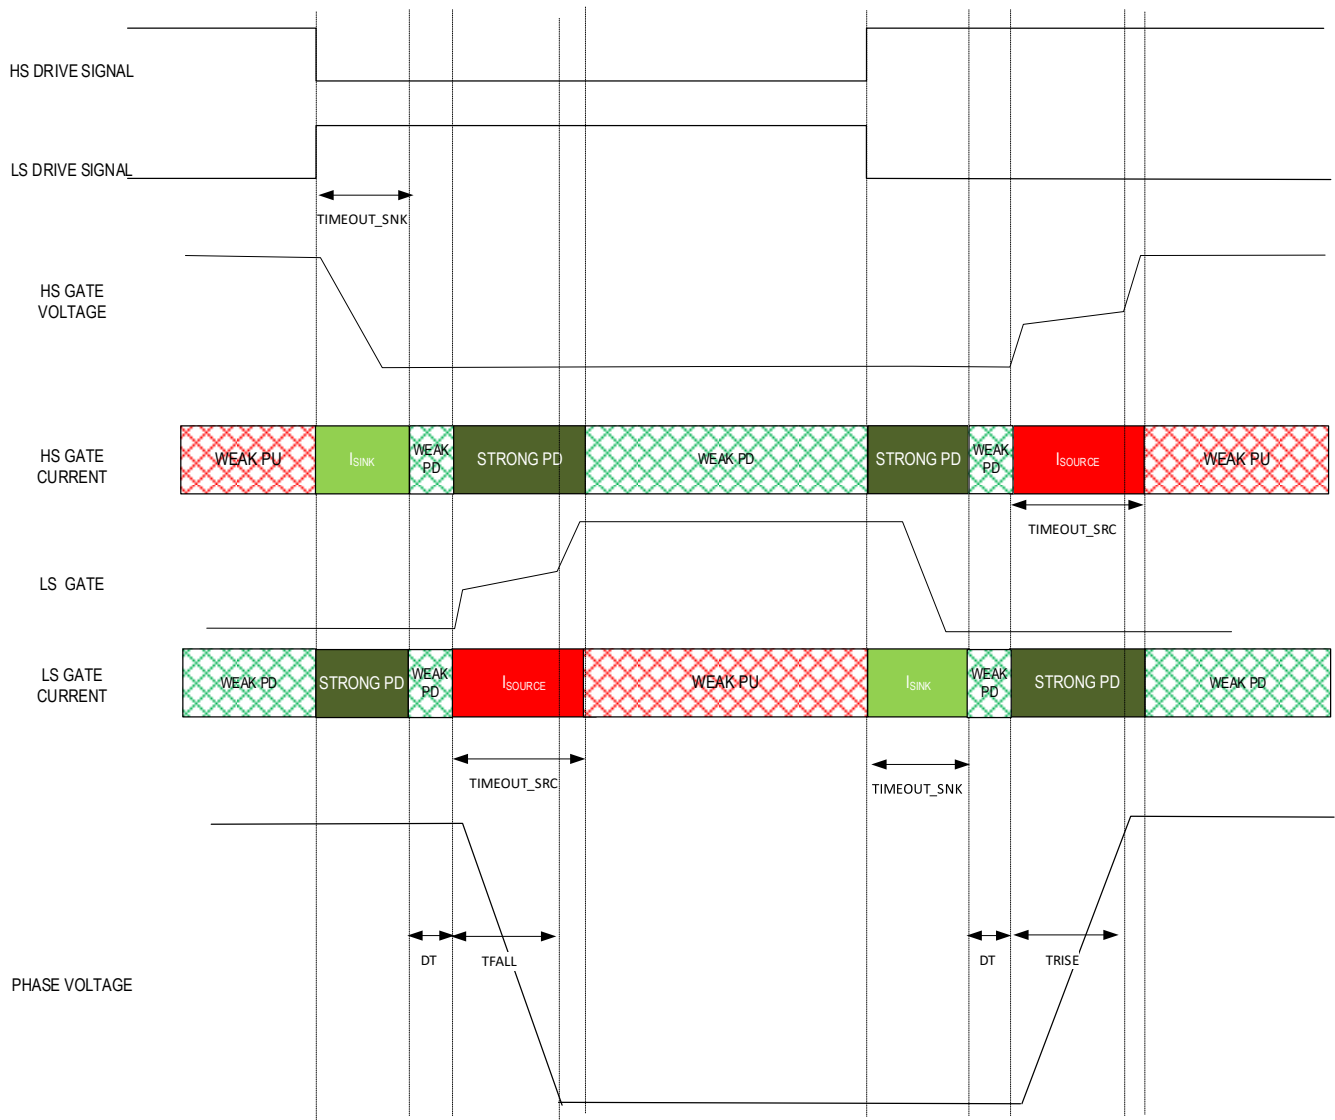 HS DRIVE SIGNAL
LS DRIVE SIGNAL
TIMEOUT_SNK
HS GATE
VOLTAGE
HS GATE
CURRENT
WEAK PU
ISINK
WEAK
PD
STRONG PD
WEAK PD
STRONG PD
WEAK
PD
ISOURCE
WEAK PU
TIMEOUT_SRC
LS GATE
LS GATE
CURRENT
WEAK PD
STRONG PD
WEAK
PD
ISOURCE
WEAK PU
ISINK
WEAK
PD
STRONG PD
WEAK PD
TIMEOUT_SRC
TIMEOUT_SNK
DT
TFALL
DT
TRISE
PHASE VOLTAGE